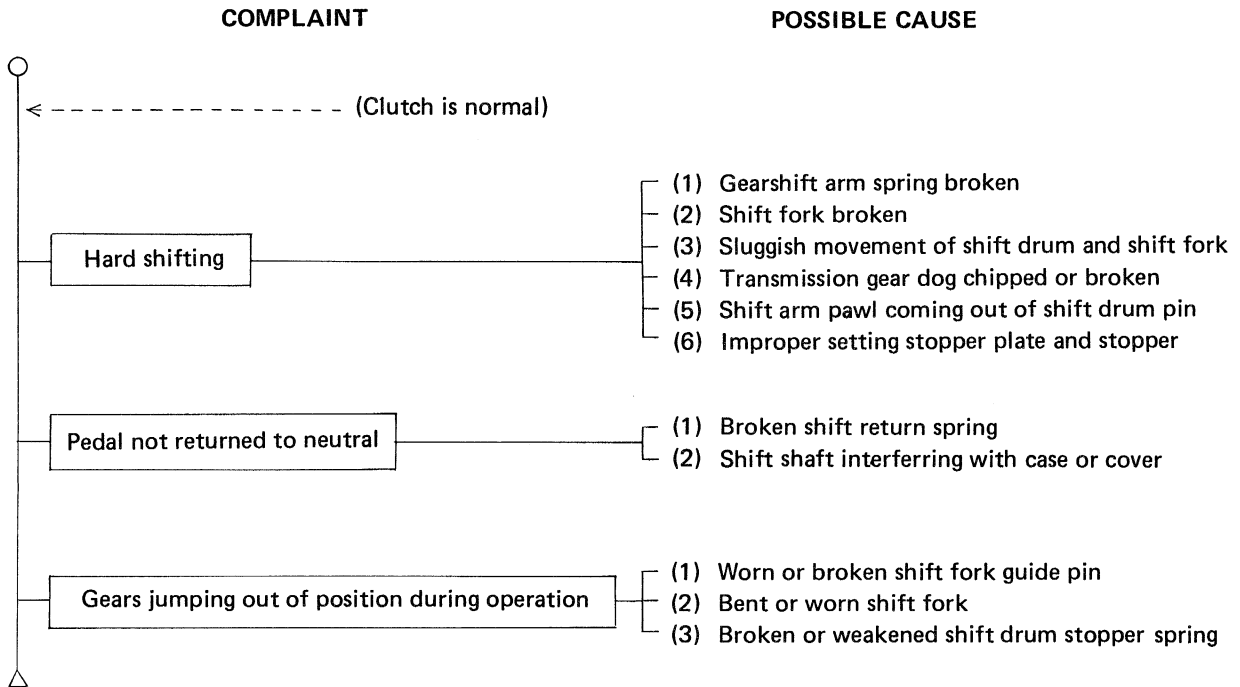 COMPLAINT
POSSIBLE CAUSE
(Clutch is normal)
Hard shifting
(1) Gearshift arm spring broken
(2) Shift fork broken
(3) Sluggish movement of shift drum and shift fork
(4) Transmission gear dog chipped or broken
(5) Shift arm pawl coming out of shift drum pin
(6) Improper setting stopper plate and stopper
Pedal not returned to neutral
(1) Broken shift return spring
(2) Shift shaft interferring with case or cover
Gears jumping out of position during operation
(1) Worn or broken shift fork guide pin
(2) Bent or worn shift fork
(3) Broken or weakened shift drum stopper spring